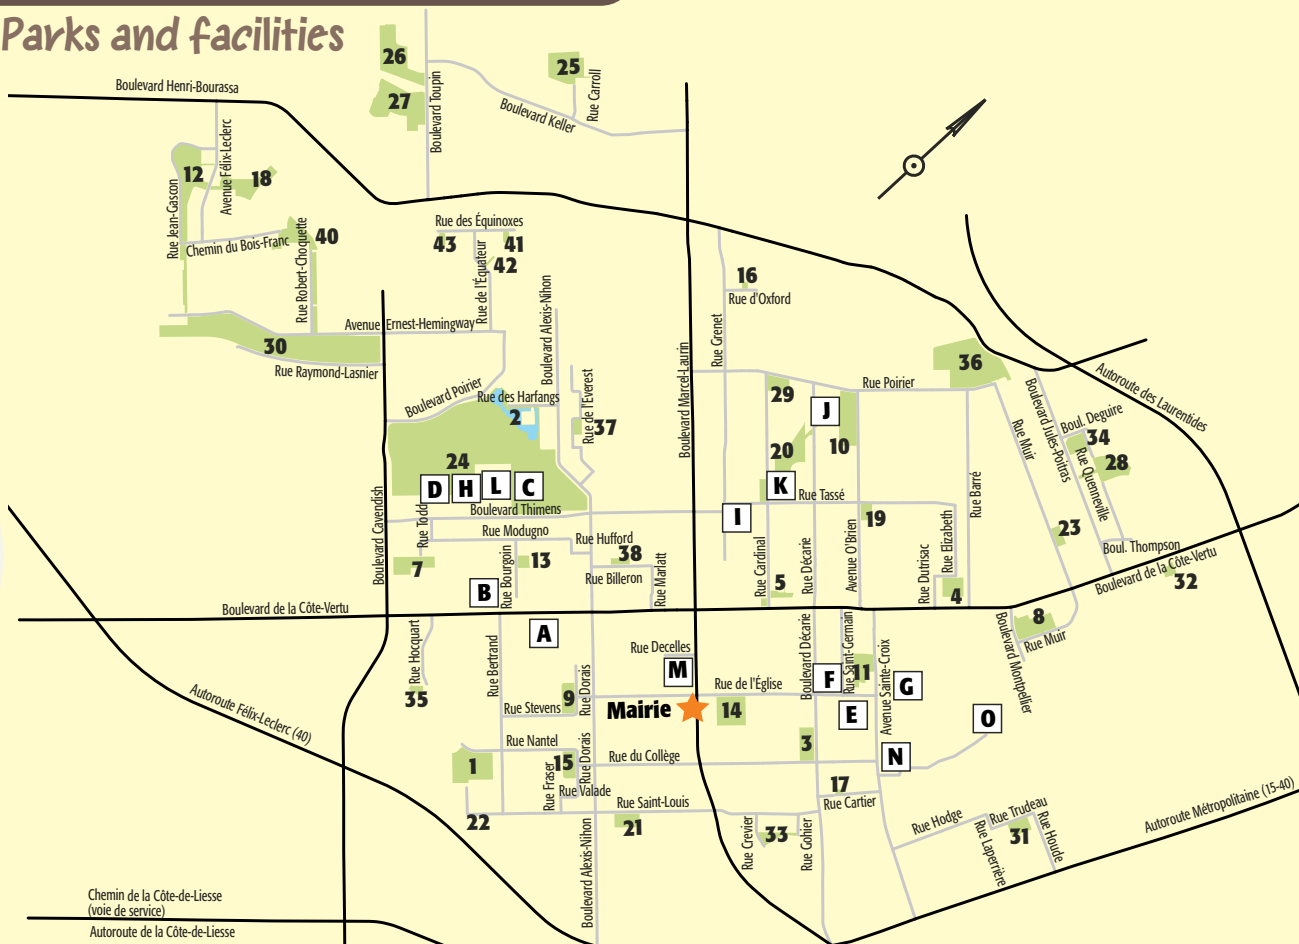 Parks and facilities
26
25
Boulevard Henri-Bourassa
27
Boulevard Toupin
Rue Carroll
Boulevard Keller
12
Avenue Félix-Leclerc
18
Rue Jean-Gascon
Chemin du Bois-Franc
Rue Robert-Choquette
40
Rue des Équinoxes
43
41
42
Rue de l'Équateur
16
Rue d'Oxford
Boulevard Alexis-Nihon
Avenue Ernest-Hemingway
Rue Grenet
30
Rue Raymond-Lasnier
Boulevard Marcel-Laurin
36
Autoroute des Laurentides
Boulevard Poirier
Rue des Harfangs
2
Rue de l'Everest
37
29
Rue Poirier
J
10
20
Rue Muir
Boulevard Jules-Poitras
Boul. Deguire
34
28
Rue Quenneville
24
D
H
L
C
K
Rue Tassé
Rue Barré
I
Boulevard Cavendish
Rue Todd
Boulevard Thimens
Rue Modugno
Rue Hufford
19
23
38
13
7
Rue Bourgoin
Rue Billeron
Rue Marlatt
Rue Cardinal
Rue Décarie
Avenue O'Brien
Rue Dutrisac
Rue Elizabeth
Boul. Thompson
Boulevard de la Côte-Vertu
32
B
5
4
Boulevard de la Côte-Vertu
8
Rue Muir
A
Rue Hocquart
Rue Bertrand
Rue Decelles
M
Boulevard Décarie
Rue Saint-Germain
F
11
Avenue Sainte-Croix
G
Boulevard Montpellier
35
9
Rue Dorais
Rue Stevens
Mairie
Rue de l'Église
14
E
O
Autoroute Félix-Leclerc (40)
Rue Nantel
1
15
Rue Dorais
Rue du Collège
3
N
Rue Fraser
Rue Valade
17
Rue Cartier
22
Rue Saint-Louis
21
Rue Crevier
33
Rue Gohier
Rue Hodge
Rue Trudeau
31
Rue Laperrière
Rue Houde
Autoroute Métropolitaine (15-40)
Boulevard Alexis-Nihon
Chemin de la Côte-de-Liesse
(voie de service)
Autoroute de la Côte-de-Liesse